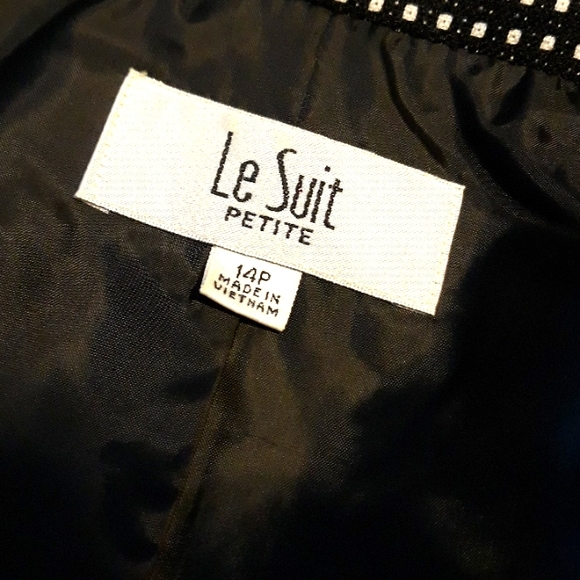 Le Suit
PETITE
14P
MADE IN
VIETNAM